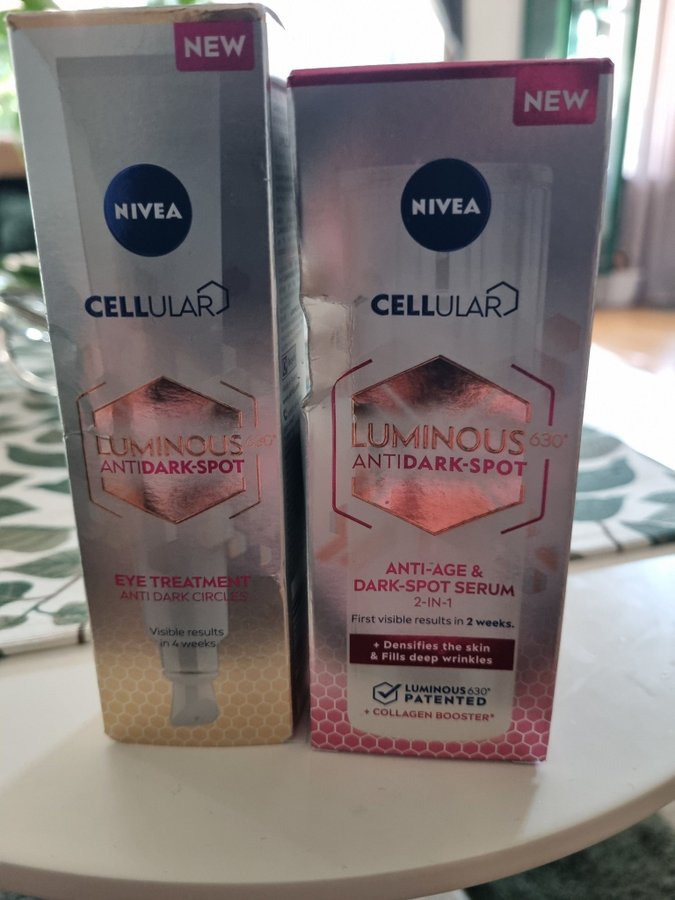 NEW
NIVEA
CELLULAR
LUMINOUS 630®
ANTIDARK-SPOT
EYE TREATMENT
ANTI DARK CIRCLES
Visible results
in 4 weeks
NEW
NIVEA
CELLULAR
LUMINOUS 630®
ANTIDARK-SPOT
ANTI-AGE &
DARK-SPOT SERUM
2-IN-1
First visible results in 2 weeks.
+ Densifies the skin
& Fills deep wrinkles
LUMINOUS 630®
PATENTED
+ COLLAGEN BOOSTER*